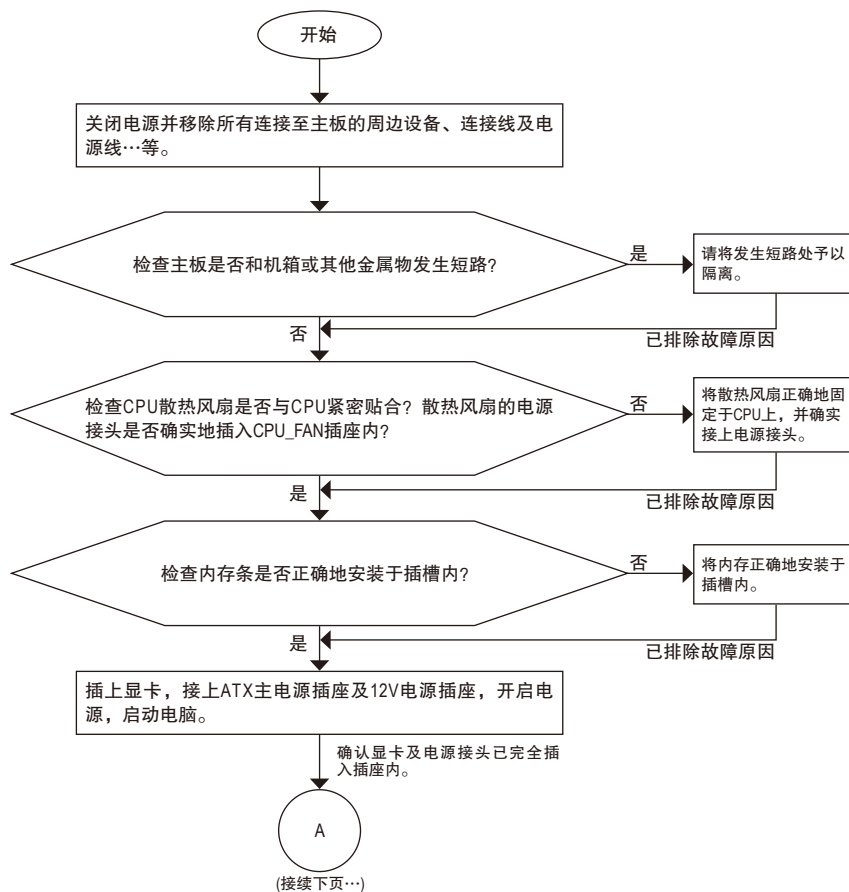 开始
关闭电源并移除所有连接至主板的周边设备、连接线及电
源线…等。
检查主板是否和机箱或其他金属物发生短路？
是
请将发生短路处予以
隔离。
否
已排除故障原因
检查CPU散热风扇是否与CPU紧密贴合？散热风扇的电源
接头是否确实地插入CPU_FAN插座内？
否
将散热风扇正确地固
定于CPU上，并确实
接上电源接头。
是
已排除故障原因
检查内存条是否正确地安装于插槽内？
否
将内存正确地安装于
插槽内。
是
已排除故障原因
插上显卡，接上ATX主电源插座及12V电源插座，开启电
源，启动电脑。
确认显卡及电源接头已完全插
入插座内。
A
(接续下页…)